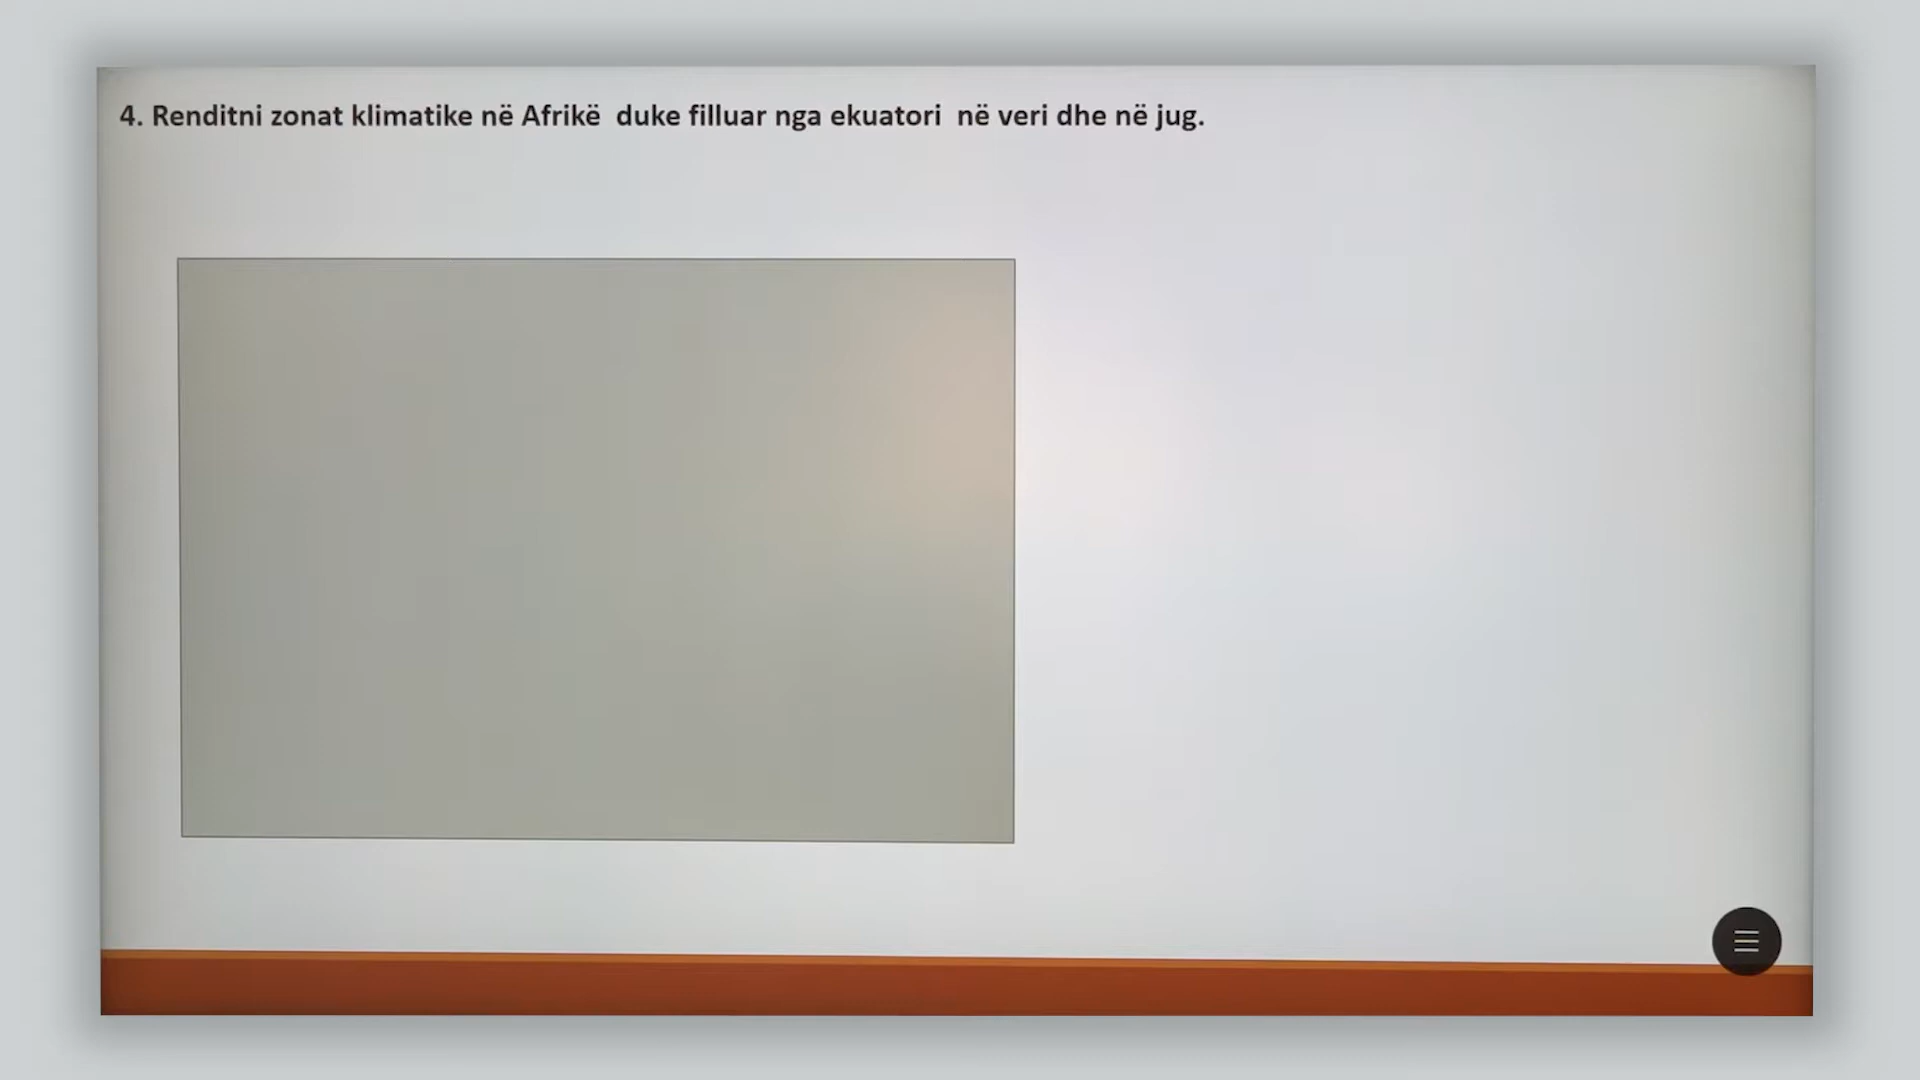 4. Renditni zonat klimatike në Afrikë duke filluar nga ekuatori në veri dhe në jug.